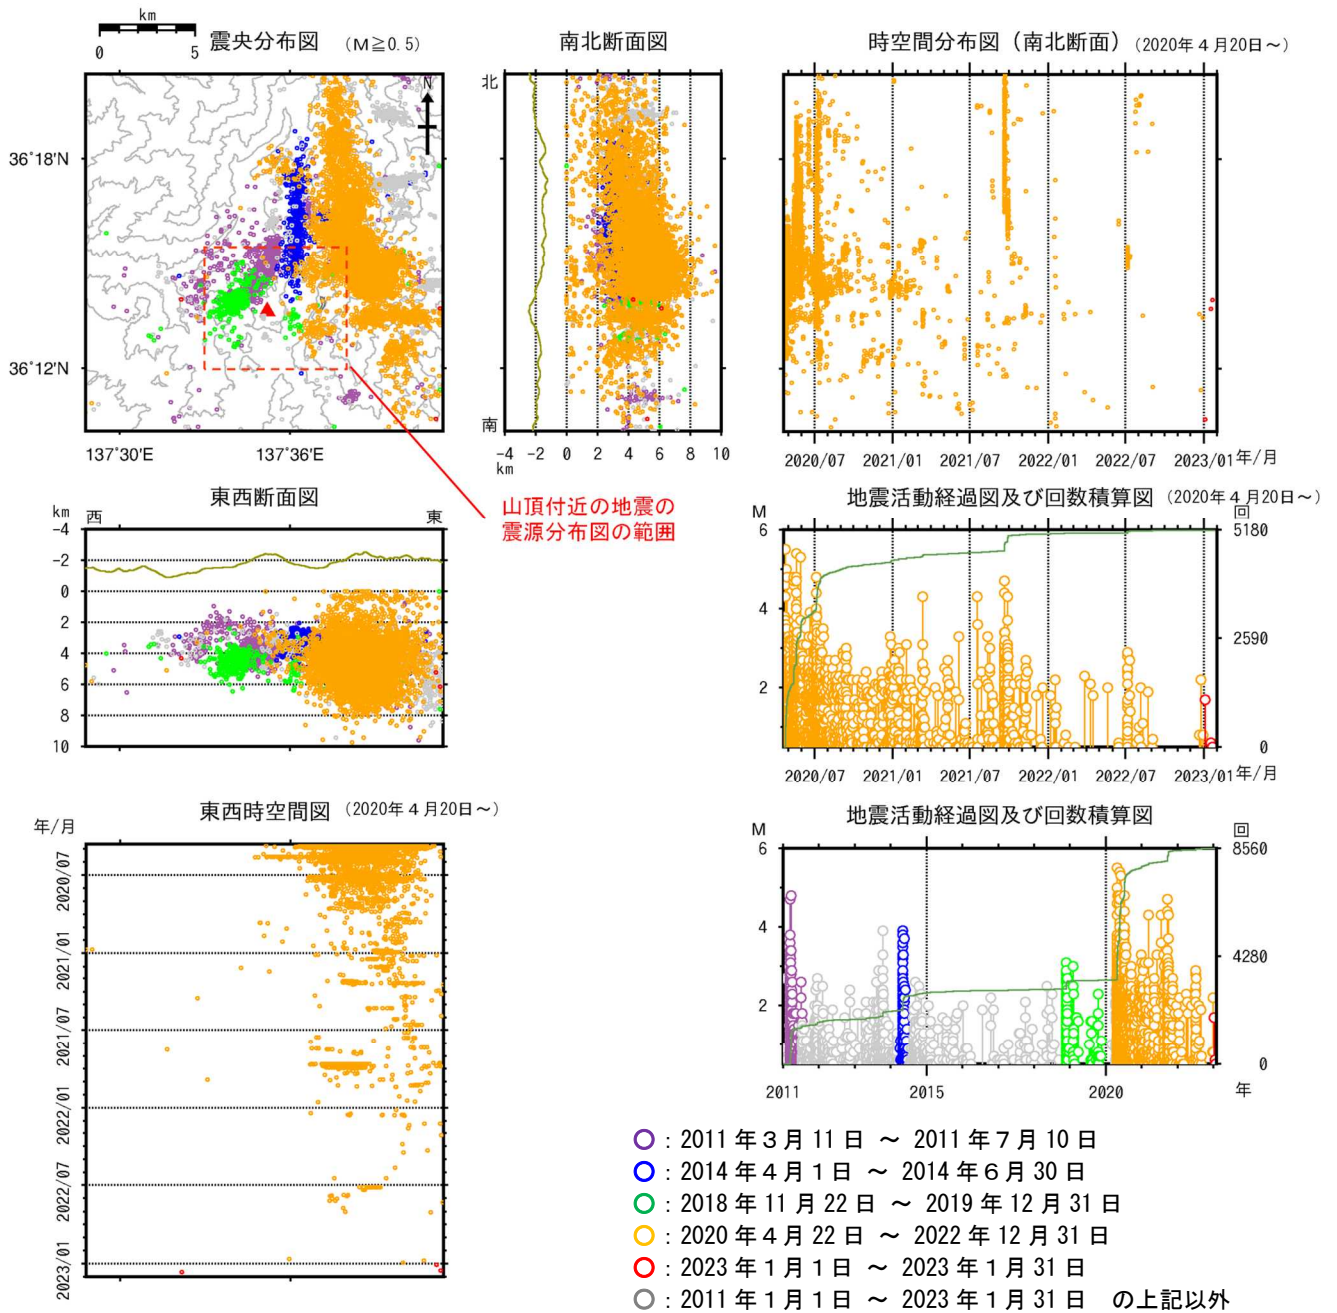 km
0 5
震央分布図 (M≧0.5)
N
36°18'N
36°12'N
137°30'E 137°36'E
南北断面図
北
南
-4 -2 0 2 4 6 8 10
km
時空間分布図(南北断面) (2020年4月20日～)
2020/07 2021/01 2021/07 2022/01 2022/07 2023/01 年/月
山頂付近の地震の
震源分布図の範囲
東西断面図
km 西 東
-4
-2
0
2
4
6
8
10
地震活動経過図及び回数積算図 (2020年4月20日～)
M 回
6 5180
4
2590
2
0
2020/07 2021/01 2021/07 2022/01 2022/07 2023/01 年/月
東西時空間図 (2020年4月20日～)
年/月
2020/07
2021/01
2021/07
2022/01
2022/07
2023/01
地震活動経過図及び回数積算図
M 回
6 8560
4
4280
2
0
2011 2015 2020 年
：2011年3月11日 ～ 2011年7月10日
：2014年4月1日 ～ 2014年6月30日
：2018年11月22日 ～ 2019年12月31日
：2020年4月22日 ～ 2022年12月31日
：2023年1月1日 ～ 2023年1月31日
：2011年1月1日 ～ 2023年1月31日 の上記以外